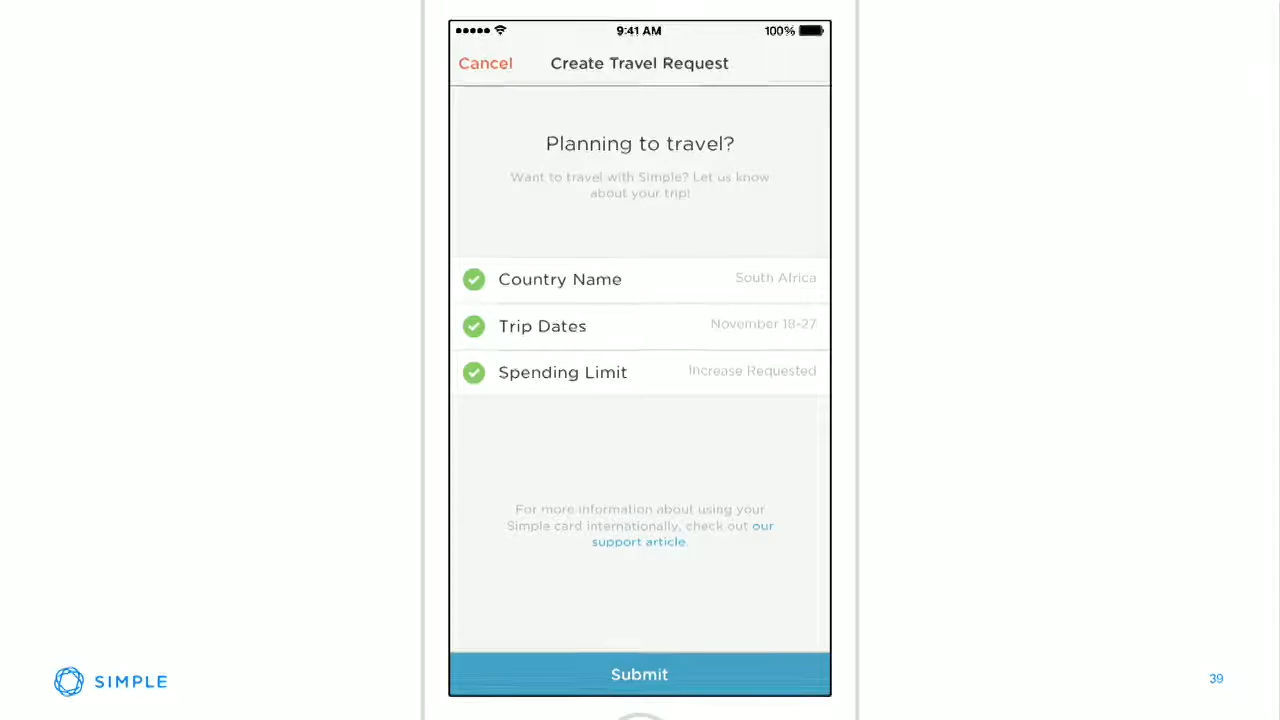 9:41 AM
100%
Cancel
Create Travel Request
Planning to travel?
Want to travel with Simple? Let us know
about your trip!
Country Name
South Africa
Trip Dates
November 18-27
Spending Limit
Increase Requested
For more information about using your
Simple card internationally, check out our
support article.
Submit
SIMPLE
39